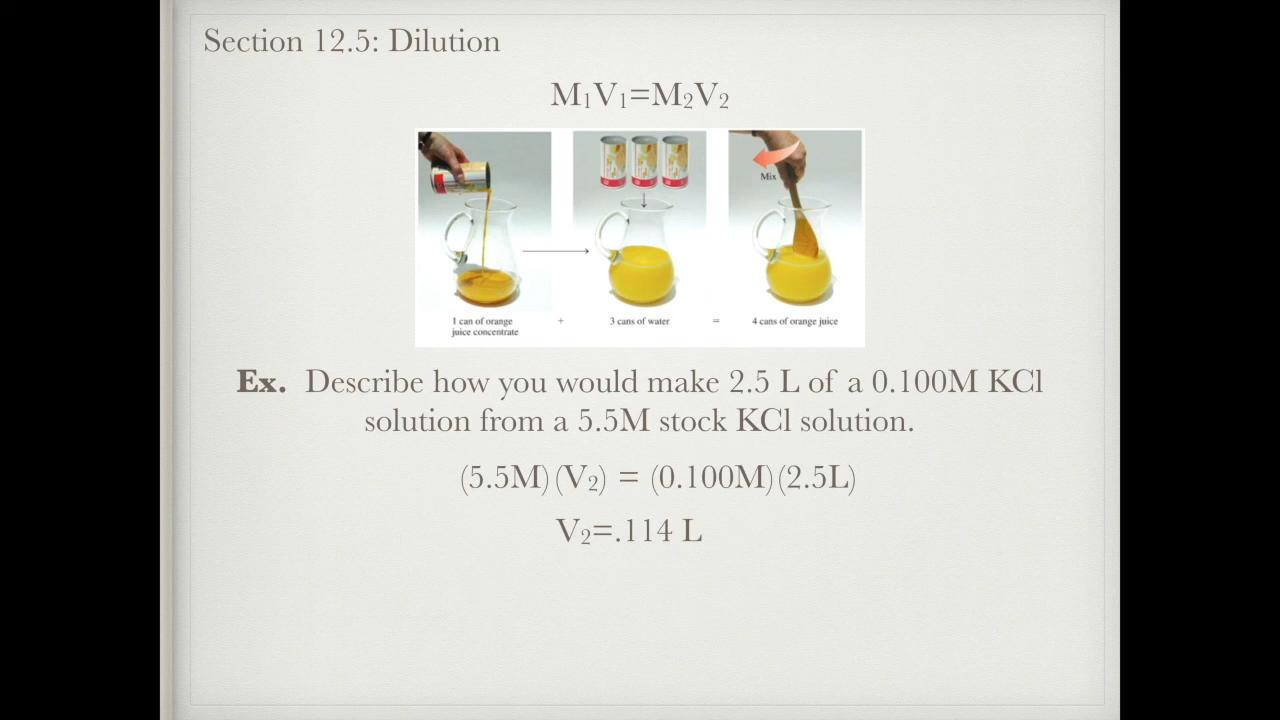 Section 12.5: Dilution
M₁V₁=M₂V₂
Mix
1 can of orange juice concentrate
+
3 cans of water
=
4 cans of orange juice
Ex. Describe how you would make 2.5 L of a 0.100M KCl
solution from a 5.5M stock KCl solution.
(5.5M)(V₂) = (0.100M)(2.5L)
V₂=.114 L